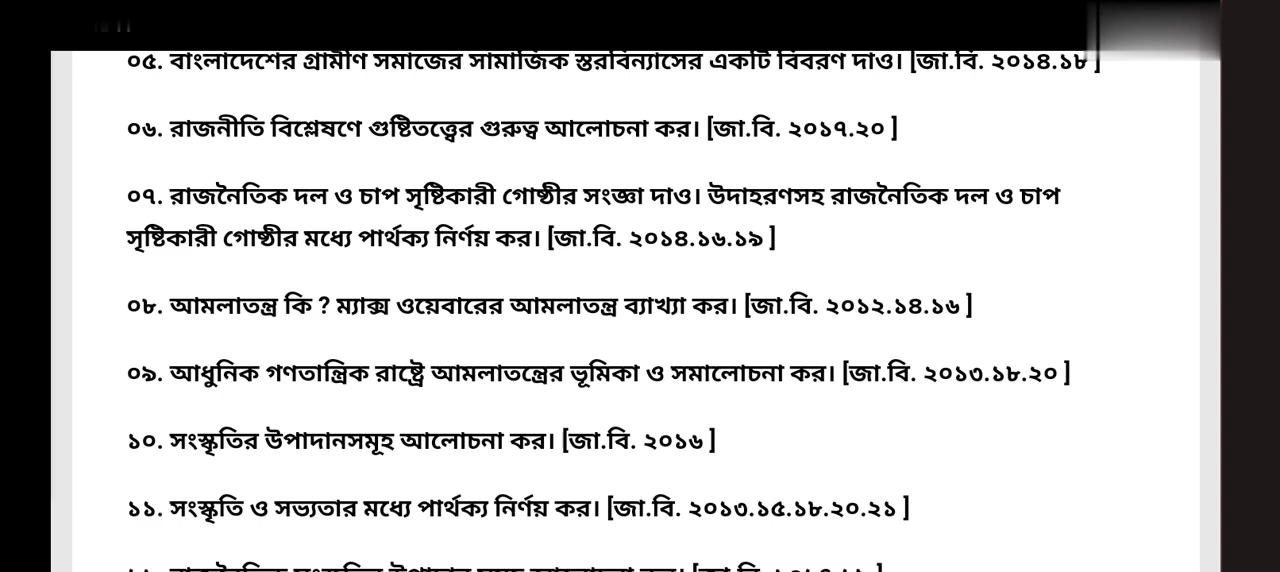 ০৫. বাংলাদেশের গ্রামীণ সমাজের সামাজিক স্তরবিন্যাসের একটি বিবরণ দাও। [জা.বি. ২০১৪.১৮ ]
০৬. রাজনীতি বিশ্লেষণে গুষ্টিতত্ত্বের গুরুত্ব আলোচনা কর। [জা.বি. ২০১৭.২০ ]
০৭. রাজনৈতিক দল ও চাপ সৃষ্টিকারী গোষ্ঠীর সংজ্ঞা দাও। উদাহরণসহ রাজনৈতিক দল ও চাপ
সৃষ্টিকারী গোষ্ঠীর মধ্যে পার্থক্য নির্ণয় কর। [জা.বি. ২০১৪.১৬.১৯ ]
০৮. আমলাতন্ত্র কি ? ম্যাক্স ওয়েবারের আমলাতন্ত্র ব্যাখ্যা কর। [জা.বি. ২০১২.১৪.১৬ ]
০৯. আধুনিক গণতান্ত্রিক রাষ্ট্রে আমলাতন্ত্রের ভূমিকা ও সমালোচনা কর। [জা.বি. ২০১৩.১৮.২০ ]
১০. সংস্কৃতির উপাদানসমূহ আলোচনা কর। [জা.বি. ২০১৬ ]
১১. সংস্কৃতি ও সভ্যতার মধ্যে পার্থক্য নির্ণয় কর। [জা.বি. ২০১৩.১৫.১৮.২০.২১ ]